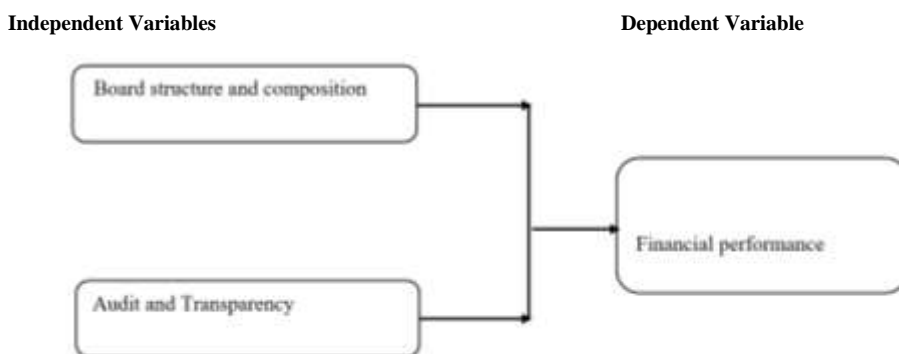 Independent Variables
Dependent Variable
Board structure and composition
Financial performance
Audit and Transparency